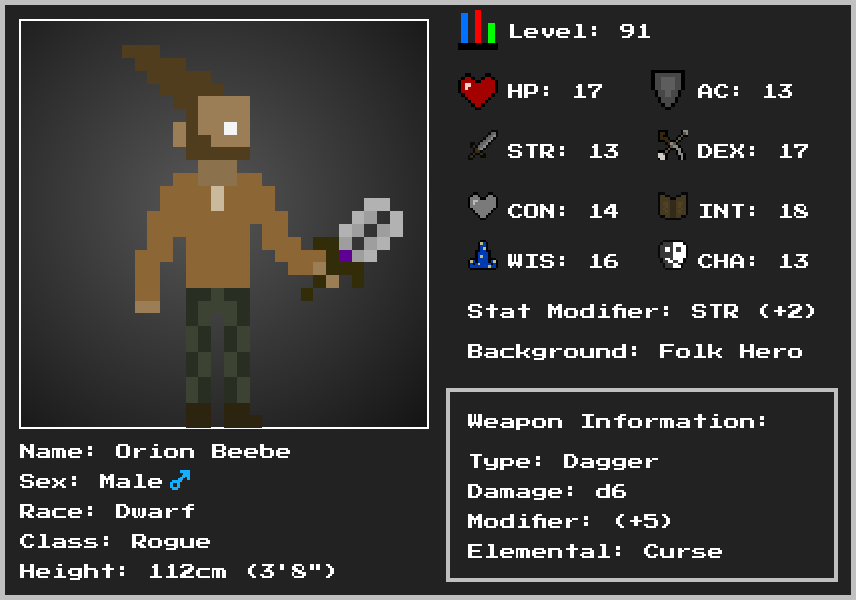 Level: 91
HP: 17
AC: 13
STR: 13
DEX: 17
CON: 14
INT: 18
WIS: 16
CHA: 13
Stat Modifier: STR (+2)
Background: Folk Hero
Weapon Information:
Type: Dagger
Damage: d6
Modifier: (+5)
Elemental: Curse
Name: Orion Beebe
Sex: Male♂
Race: Dwarf
Class: Rogue
Height: 112cm (3'8")